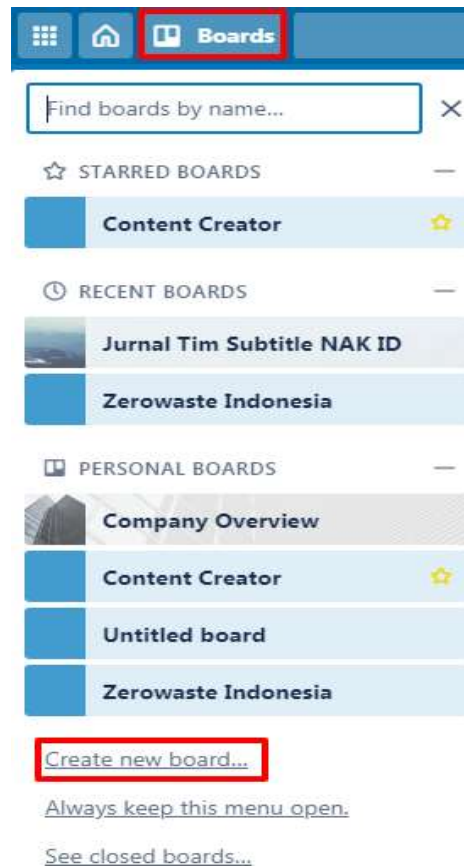 Boards
Find boards by name...
STARRED BOARDS
Content Creator
RECENT BOARDS
Jurnal Tim Subtitle NAK ID
Zerowaste Indonesia
PERSONAL BOARDS
Company Overview
Content Creator
Untitled board
Zerowaste Indonesia
Create new board...
Always keep this menu open.
See closed boards...